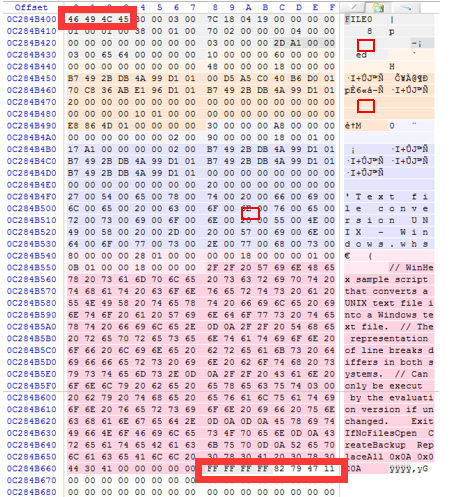 Offset 0 1 2 3 4 5 6 7 8 9 A B C D E F
0C284B400 46 49 4C 45 30 00 03 00 7C 18 04 19 00 00 00 00 FILE0 |
0C284B410 01 00 01 00 38 00 01 00 70 02 00 00 00 04 00 00 8 p
0C284B420 00 00 00 00 00 00 00 00 03 00 00 00 2D A1 00 00 -¡
0C284B430 03 00 65 64 00 00 00 00 10 00 00 00 60 00 00 00 ed `
0C284B440 00 00 00 00 00 00 00 00 48 00 00 00 18 00 00 00 H
0C284B450 B7 49 2B DB 4A 99 D1 01 00 D5 A5 C0 40 B6 D0 01
0C284B460 70 C8 36 AB E1 96 D1 01 B7 49 2B DB 4A 99 D1 01
0C284B470 20 00 00 00 00 00 00 00 00 00 00 00 00 00 00 00
0C284B480 00 00 00 00 10 01 00 00 00 00 00 00 00 00 00 00
0C284B490 E8 86 4D 01 00 00 00 00 30 00 00 00 A8 00 00 00
0C284B4A0 00 00 00 00 00 00 02 00 90 00 00 00 18 00 01 00
0C284B4B0 17 A1 00 00 00 00 02 00 B7 49 2B DB 4A 99 D1 01
0C284B4C0 B7 49 2B DB 4A 99 D1 01 B7 49 2B DB 4A 99 D1 01
0C284B4D0 B7 49 2B DB 4A 99 D1 01 00 00 00 00 00 00 00 00
0C284B4E0 00 00 00 00 00 00 00 00 20 00 00 00 00 00 00 00
0C284B4F0 27 00 54 00 65 00 78 00 74 00 20 00 66 00 69 00 'Text fi
0C284B500 6C 00 65 00 20 00 63 00 6F 00 00 76 00 65 00 le conve
0C284B510 72 00 73 00 69 00 6F 00 6E 00 00 55 00 4E 00 rsion UN
0C284B520 49 00 58 00 20 00 2D 00 20 00 57 00 69 00 6E 00 IX - Win
0C284B530 64 00 6F 00 77 00 73 00 2E 00 77 00 68 00 73 00 dows.whs
0C284B540 80 00 00 00 28 01 00 00 00 00 18 00 00 00 01 00 € (
0C284B550 0B 01 00 00 18 00 00 00 2F 2F 20 57 69 6E 48 65 // WinHe
0C284B560 78 20 73 61 6D 70 6C 65 20 73 63 72 69 70 74 20 x sample script
0C284B570 74 68 61 74 20 63 6F 6E 76 65 72 74 73 20 61 20 that converts a
0C284B580 55 4E 49 58 20 74 65 78 74 20 66 69 6C 65 20 69 UNIX text file i
0C284B590 6E 74 6F 20 61 20 57 69 6E 64 6F 77 73 20 74 65 nto a Windows te
0C284B5A0 78 74 20 66 69 6C 65 2E 0D 0A 2F 2F 20 54 68 65 xt file. // The
0C284B5B0 20 72 65 70 72 65 73 65 6E 74 61 74 69 6F 6E 20 representation
0C284B5C0 6F 66 20 6C 69 6E 65 20 62 72 65 61 6B 73 20 64 of line breaks d
0C284B5D0 69 66 66 65 72 73 20 69 6E 20 62 6F 74 68 20 73 iffers in both s
0C284B5E0 79 73 74 65 6D 73 2E 0D 0A 2F 2F 20 43 61 6E 20 ystems. // Can
0C284B5F0 6F 6E 6C 79 20 62 65 20 65 78 65 63 75 74 03 00 only be execut
0C284B600 20 62 79 20 74 68 65 20 65 76 61 6C 75 61 74 69 by the evaluati
0C284B610 6F 6E 20 76 65 72 73 69 6F 6E 20 69 66 20 75 6E on version if un
0C284B620 63 68 61 6E 67 65 64 2E 0D 0A 0D 0A 45 78 69 74 changed. Exit
0C284B630 49 66 4E 6F 46 69 6C 65 73 4F 70 65 6E 0D 0A 43 IfNoFilesOpen C
0C284B640 72 65 61 74 65 42 61 63 6B 75 70 0D 0A 52 65 70 reateBackup Rep
0C284B650 6C 61 63 65 41 6C 6C 20 30 78 30 41 20 30 78 30 laceAll 0x0A 0x0
0C284B660 44 30 41 00 00 00 00 00 FF FF FF FF 82 79 47 11 D0A ÿÿÿÿ‚yG
0C284B670 00 00 00 00 00 00 00 00 00 00 00 00 00 00 00 00
0C284B680 00 00 00 00 00 00 00 00 00 00 00 00 00 00 00 00